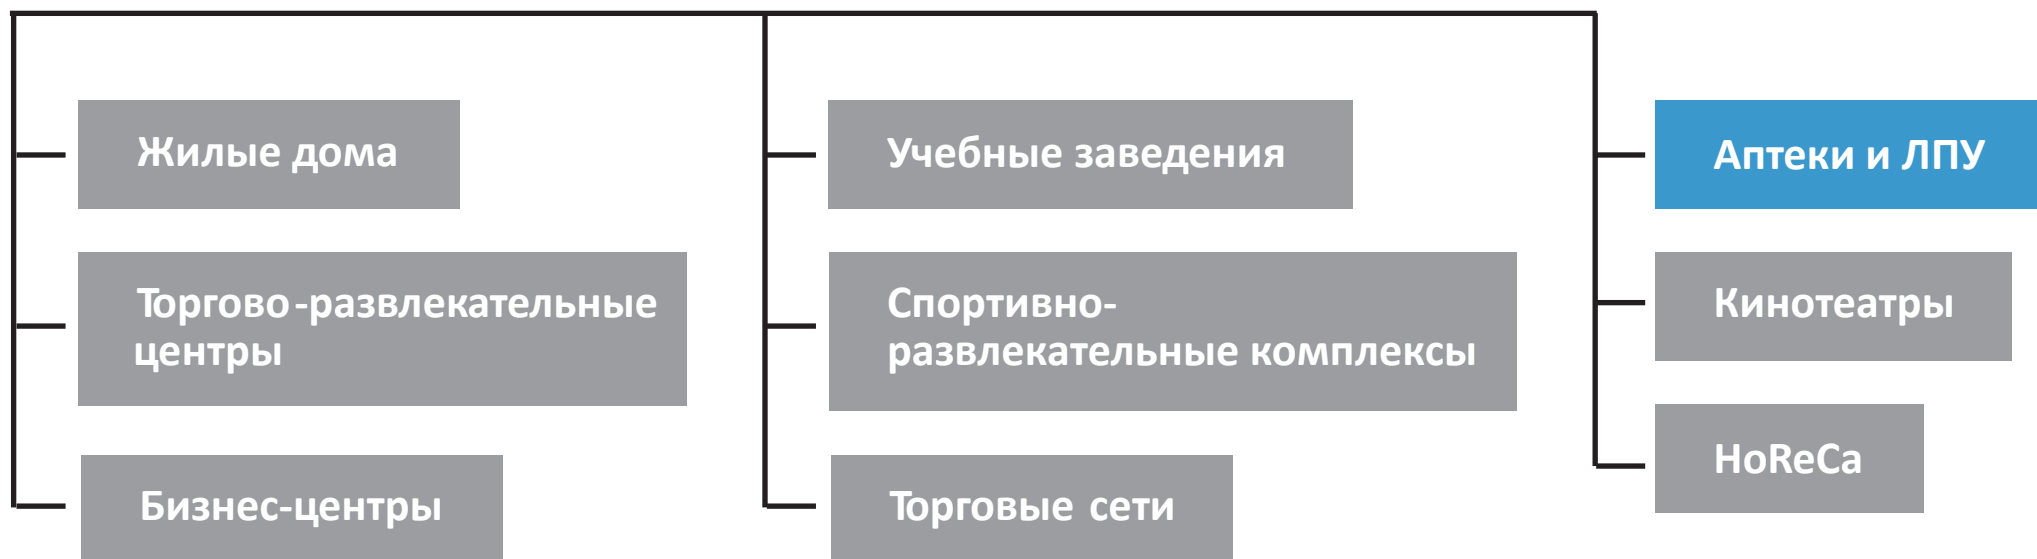 Жилые дома
Торгово-развлекательные
центры
Бизнес-центры
Учебные заведения
Спортивно-
развлекательные комплексы
Торговые сети
Аптеки и ЛПУ
Кинотеатры
HoReCa